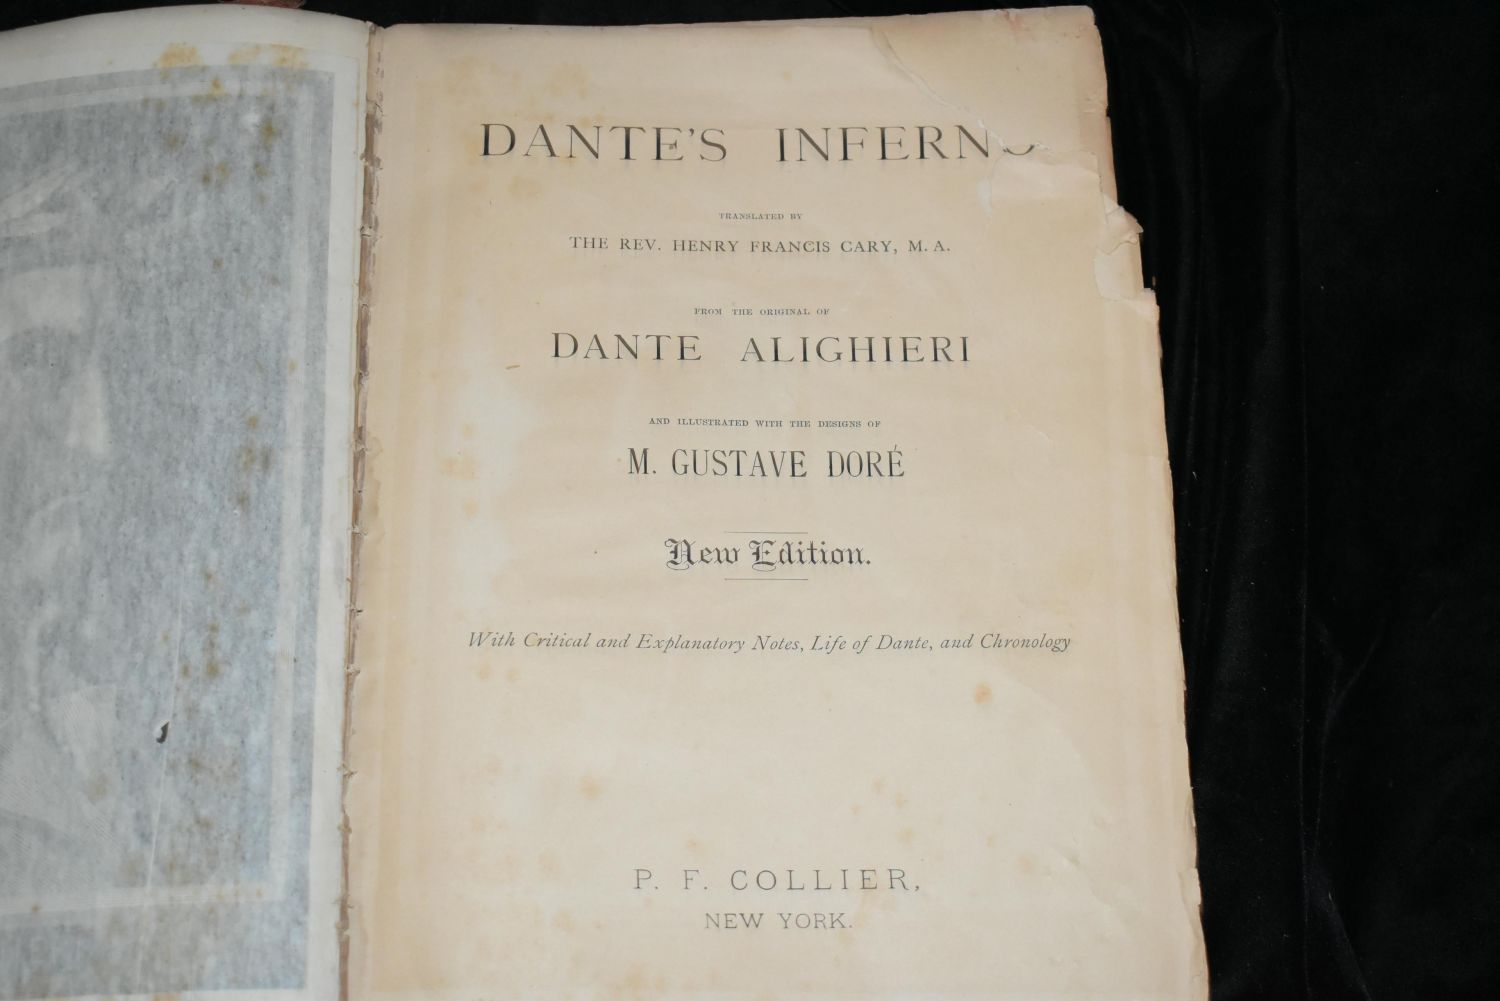 DANTE'S INFERNO
TRANSLATED BY
THE REV. HENRY FRANCIS CARY, M. A.
FROM THE ORIGINAL OF
DANTE ALIGHIERI
AND ILLUSTRATED WITH THE DESIGNS OF
M. GUSTAVE DORÉ
New Edition.
With Critical and Explanatory Notes, Life of Dante, and Chronology
P. F. COLLIER,
NEW YORK.